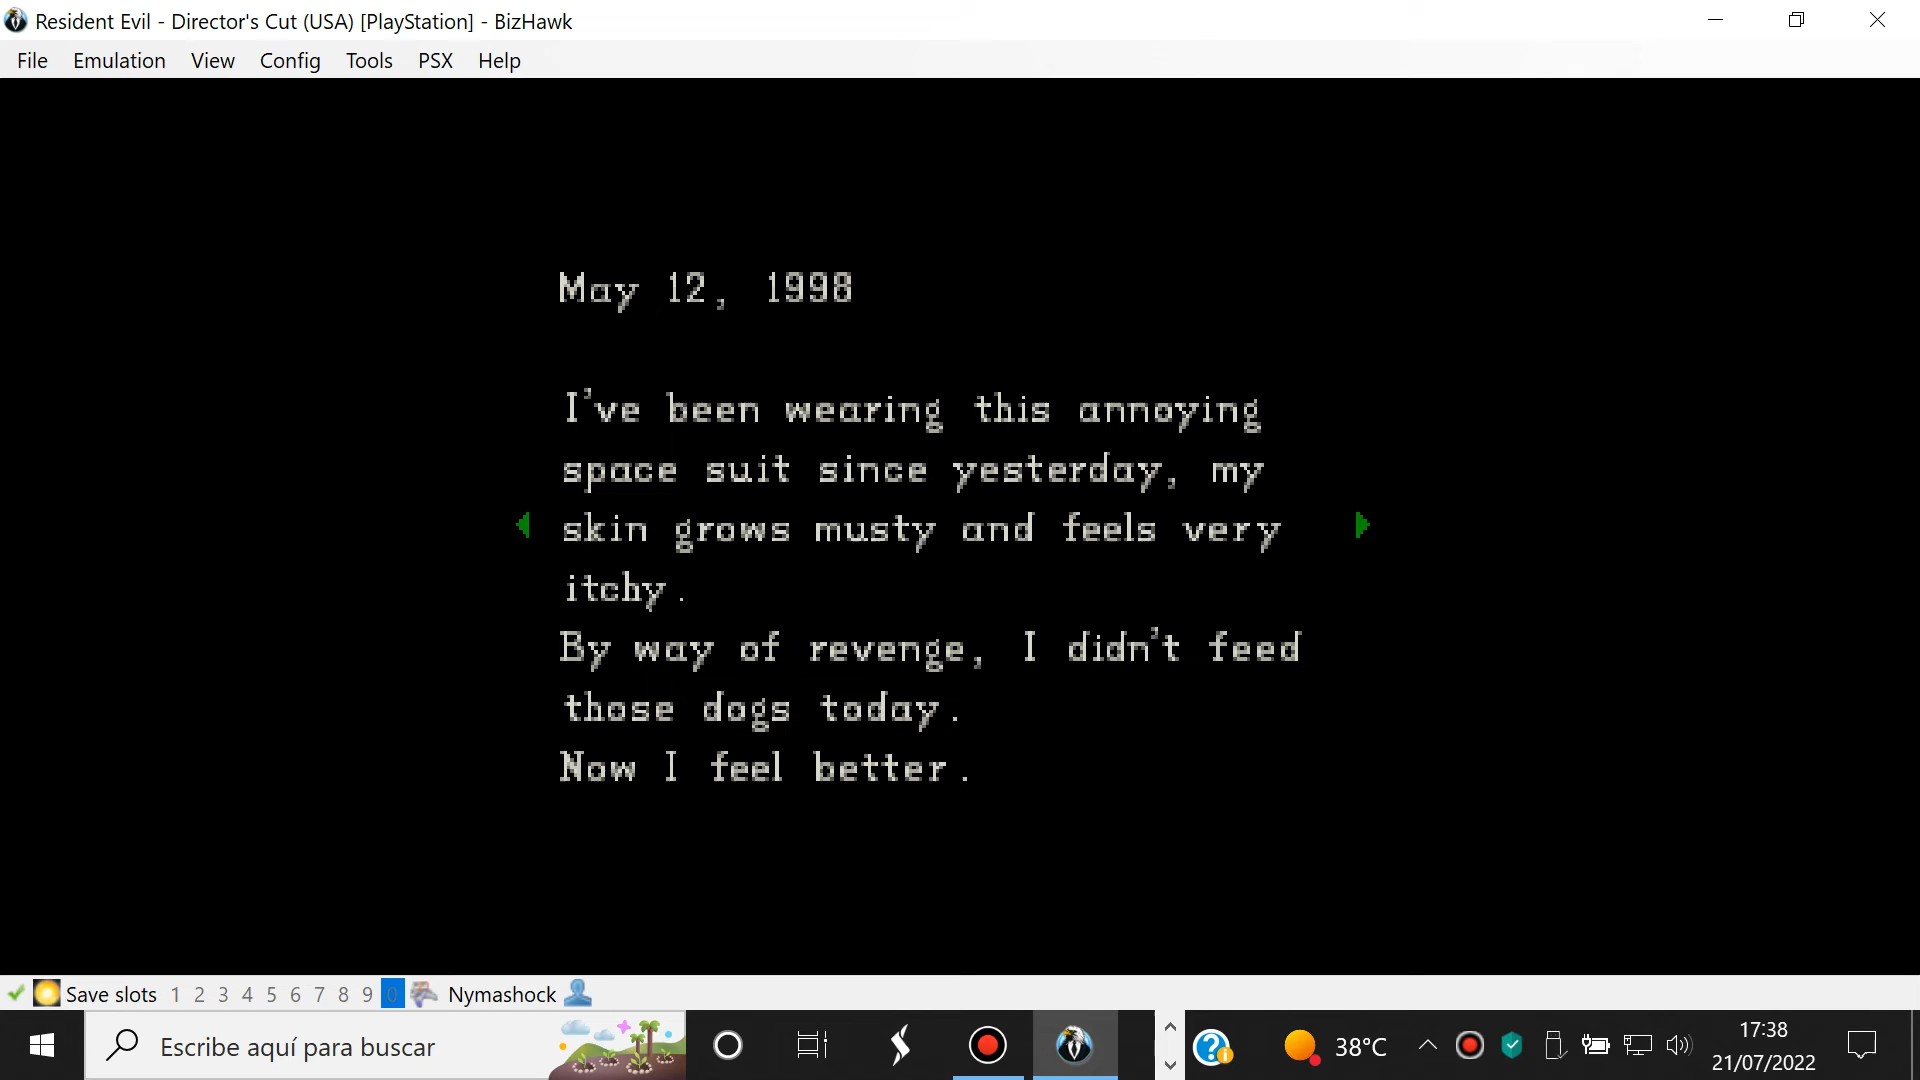 Resident Evil - Director's Cut (USA) [PlayStation] - BizHawk
File Emulation View Config Tools PSX Help
May 12, 1998
I've been wearing this annoying
space suit since yesterday, my
skin grows musty and feels very
itchy.
By way of revenge, I didn't feed
those dogs today.
Now I feel better.
Save slots 1 2 3 4 5 6 7 8 9 0 Nymashock
Escribe aquí para buscar
38°C
17:38
21/07/2022